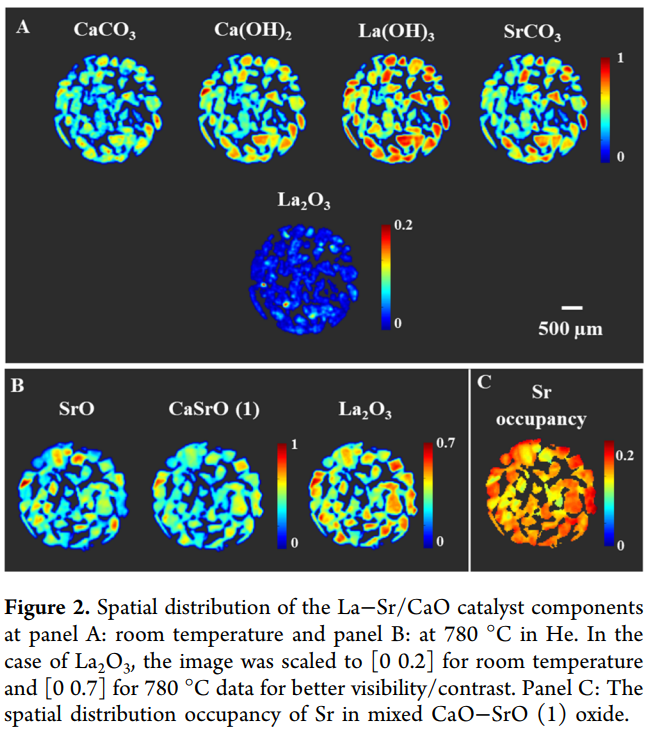 A
CaCO₃ Ca(OH)₂ La(OH)₃ SrCO₃
1
0
La₂O₃
0.2
0
500 μm
B
SrO CaSrO (1) La₂O₃
1
0
0.7
0
C
Sr
occupancy
0.2
0
Figure 2. Spatial distribution of the La−Sr/CaO catalyst components
at panel A: room temperature and panel B: at 780 °C in He. In the
case of La₂O₃, the image was scaled to [0 0.2] for room temperature
and [0 0.7] for 780 °C data for better visibility/contrast. Panel C: The
spatial distribution occupancy of Sr in mixed CaO−SrO (1) oxide.